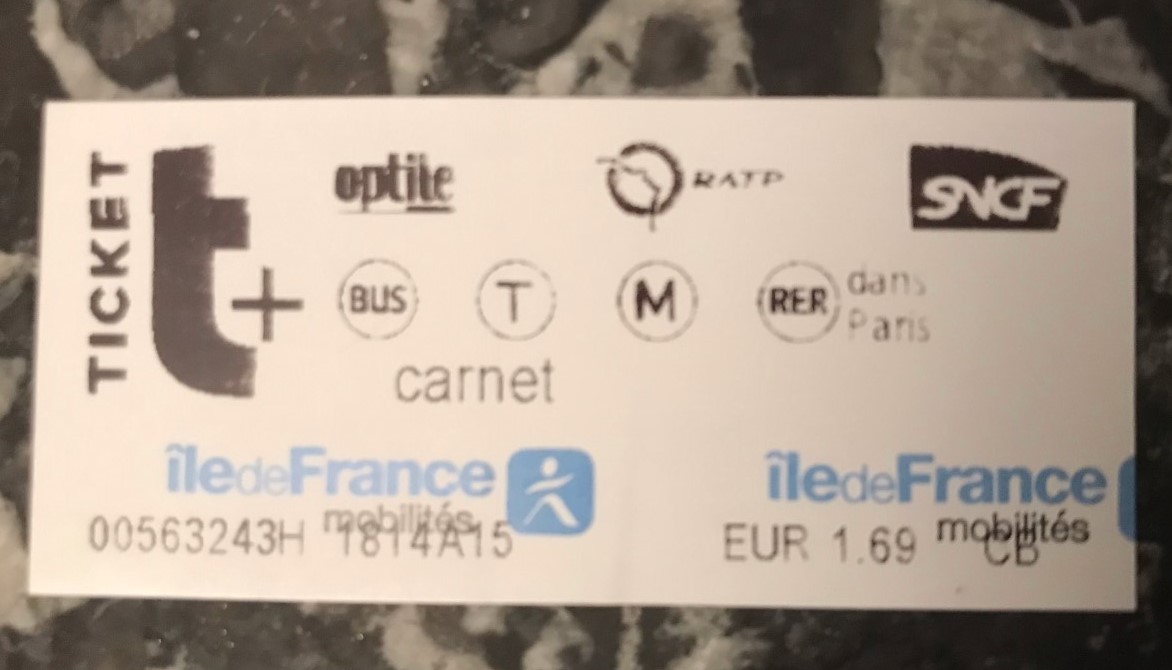 TICKET
t+
optile RATP SNCF
BUS T M RER dans Paris
carnet
îledeFrance mobilités
îledeFrance mobilités
00563243H 1814A15 EUR 1.69 CB